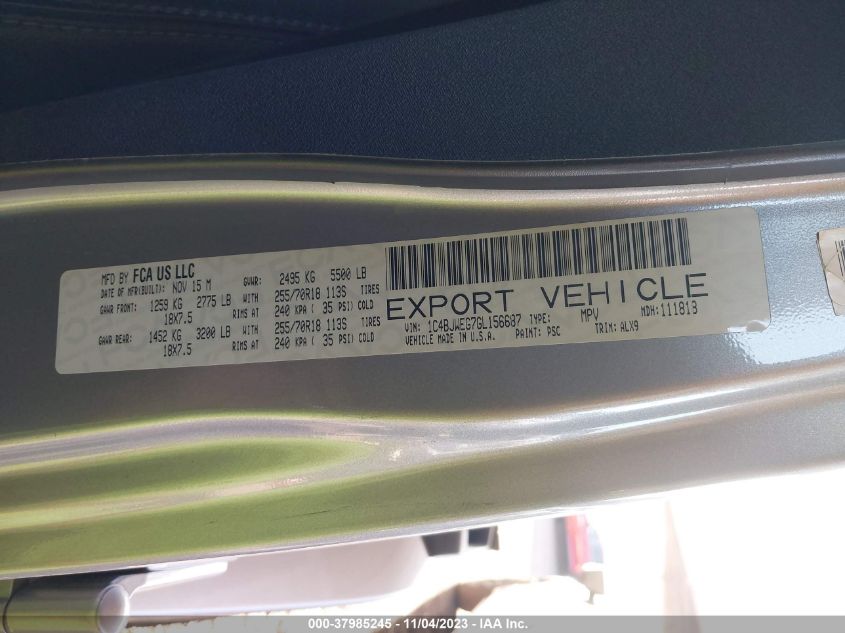 MFD BY FCA US LLC
DATE OF MFR(BUILT): NOV 15 M
GVWR: 2495 KG 5500 LB
GAWR FRONT: 1259 KG 2775 LB WITH 255/70R18 113S TIRES
18X7.5 RIMS AT 240 KPA ( 35 PSI) COLD
GAWR REAR: 1452 KG 3200 LB WITH 255/70R18 113S TIRES
18X7.5 RIMS AT 240 KPA ( 35 PSI) COLD
EXPORT VEHICLE
VIN: 1C4BJWEG7GL156687 TYPE: MPV MDH:111813
VEHICLE MADE IN U.S.A. PAINT: PSC TRIM: ALX9
000-37985245 - 11/04/2023 - IAAI - Copart Inc.